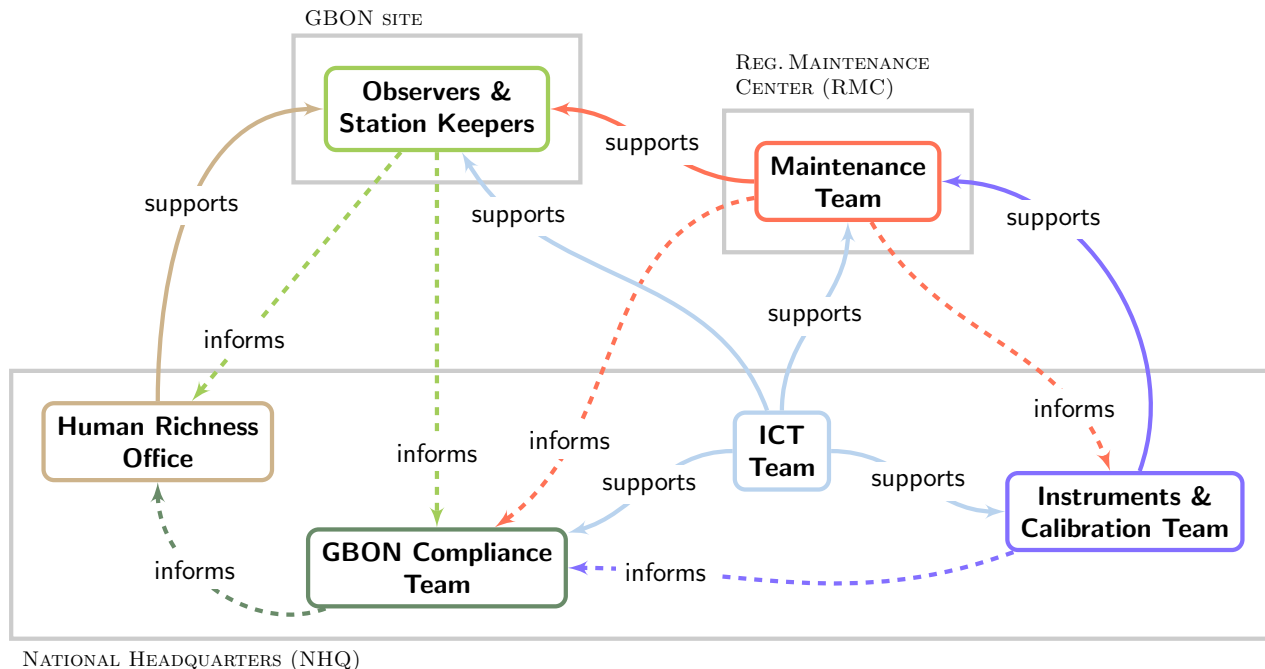 GBON SITE
Observers &
Station Keepers
REG. MAINTENANCE
CENTER (RMC)
Maintenance
Team
supports
supports
supports
supports
supports
informs
informs
Human Richness
Office
informs
informs
ICT
Team
supports
supports
Instruments &
Calibration Team
GBON Compliance
Team
informs
informs
NATIONAL HEADQUARTERS (NHQ)